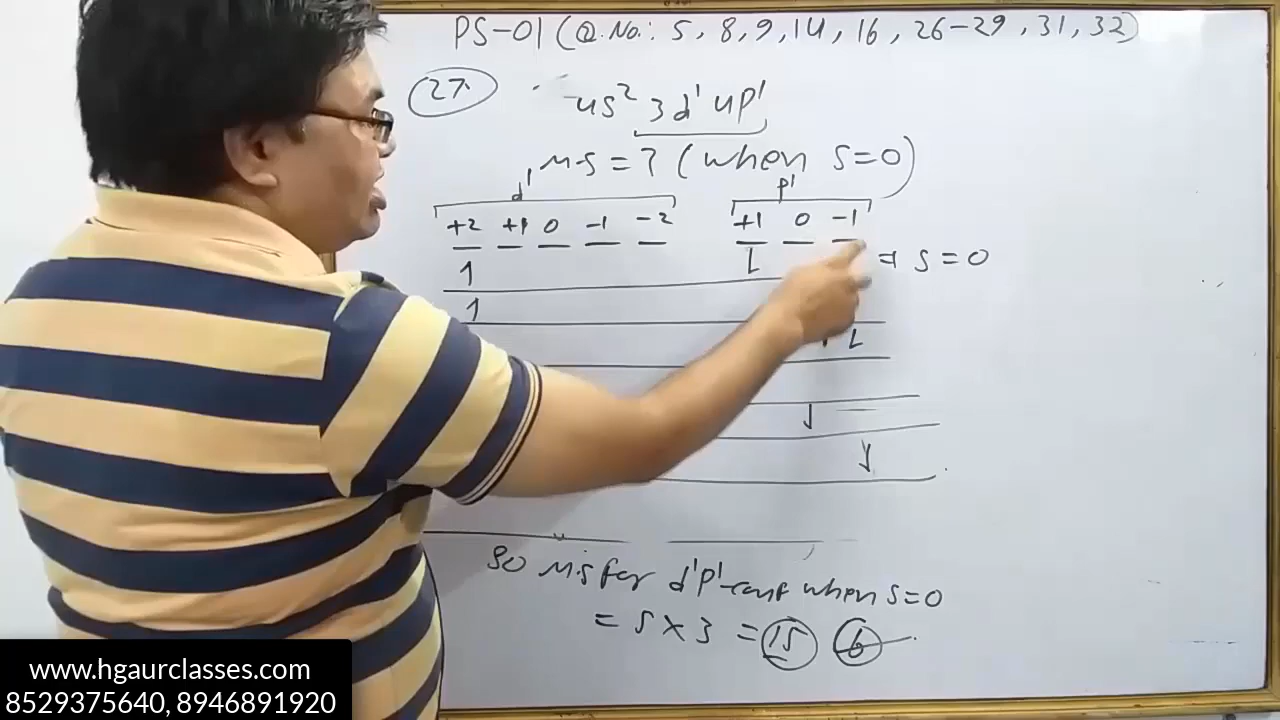 PS-01 (Q.No.: 5, 8, 9, 14, 16, 26-29, 31, 32)
27.
4s² 3d¹ 4p¹
M.S = ? (when S=0)
d¹ p¹
+2 +1 0 -1 -2 +1 0 -1
1 L ⇒ S=0
1
L
So M.S for d¹p¹ conf when S=0
= 5 x 3 = 15 6
www.hgaurclasses.com
8529375640, 8946891920